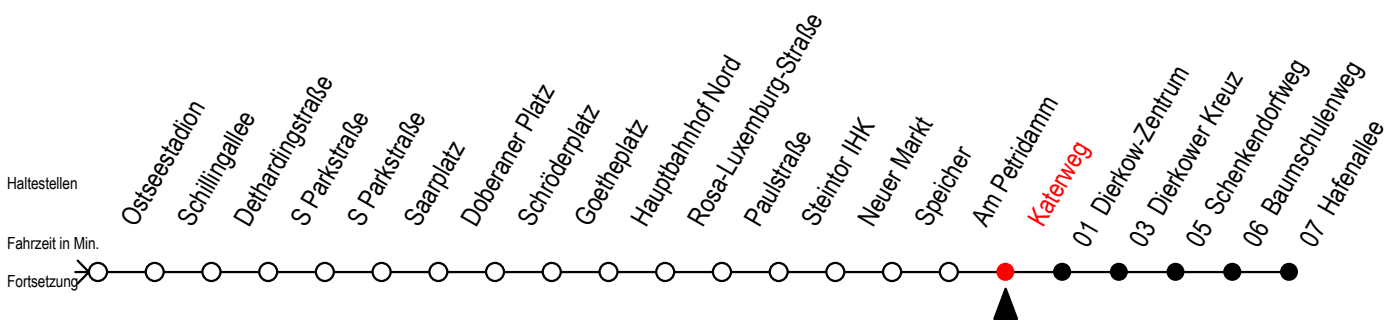 Haltestellen
Fahrzeit in Min.
Fortsetzung
Ostseestadion
Schillingallee
Dethardingstraße
S Parkstraße
S Parkstraße
Saarplatz
Doberaner Platz
Schröderplatz
Goetheplatz
Hauptbahnhof Nord
Rosa-Luxemburg-Straße
Paulstraße
Steintor IHK
Neuer Markt
Speicher
Am Petridamm
Katerweg
01 Dierkow-Zentrum
03 Dierkower Kreuz
05 Schenkendorfweg
06 Baumschulenweg
07 Hafenallee